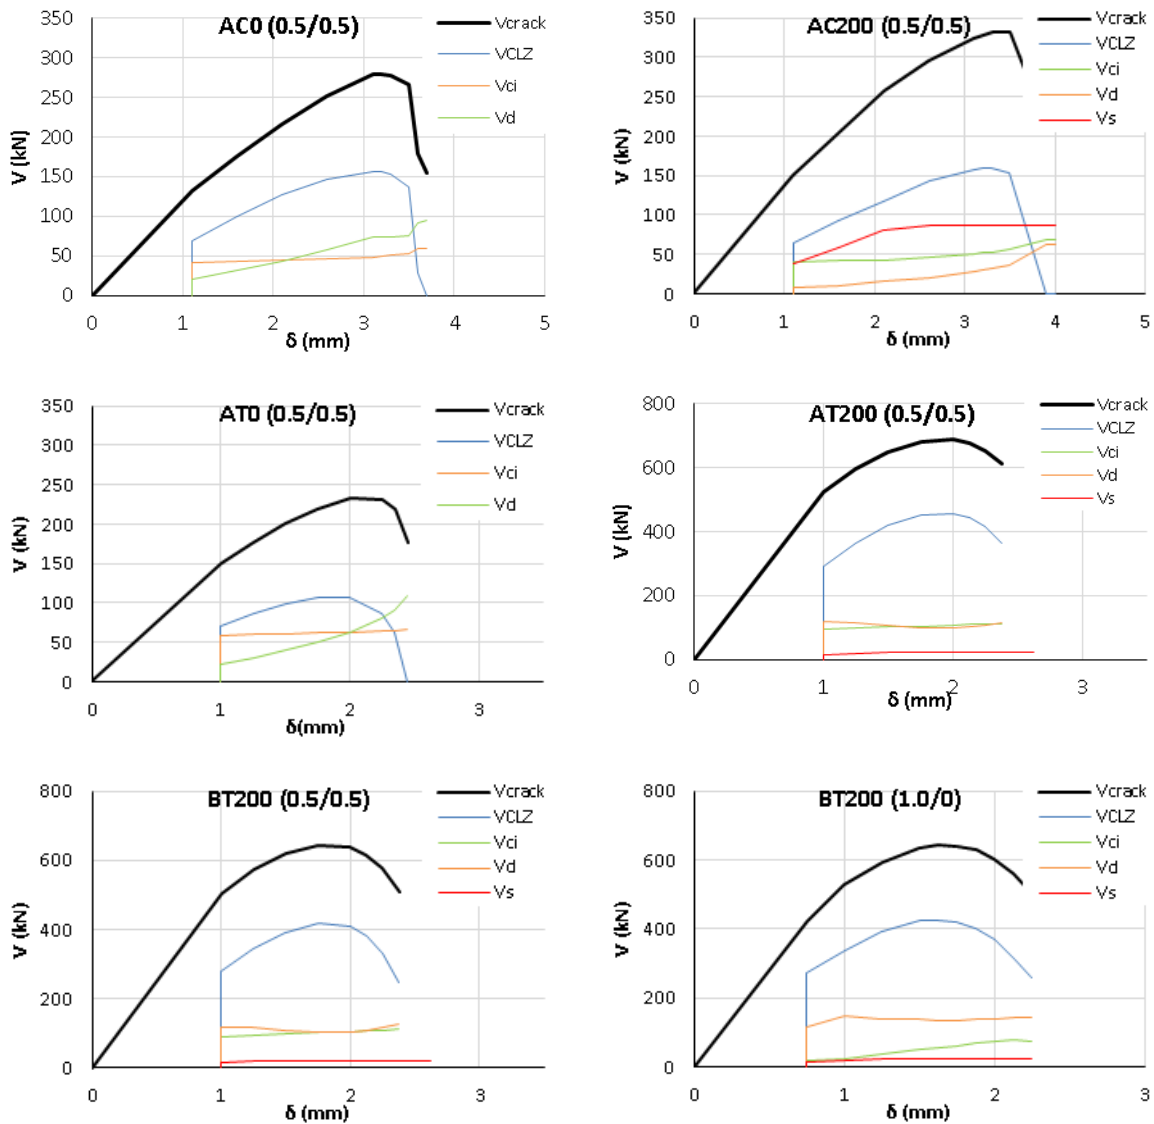 AC0 (0.5/0.5)
Vcrack
VCLZ
Vci
Vd
350
300
250
200
150
100
50
0
V (kN)
0 1 2 3 4 5
δ (mm)
AC200 (0.5/0.5)
Vcrack
VCLZ
Vci
Vd
Vs
350
300
250
200
150
100
50
0
V (kN)
0 1 2 3 4 5
δ (mm)
AT0 (0.5/0.5)
Vcrack
VCLZ
Vci
Vd
350
300
250
200
150
100
50
0
V (kN)
0 1 2 3
δ(mm)
AT200 (0.5/0.5)
Vcrack
VCLZ
Vci
Vd
Vs
800
600
400
200
0
V (kN)
0 1 2 3
δ (mm)
BT200 (0.5/0.5)
Vcrack
VCLZ
Vci
Vd
Vs
800
600
400
200
0
V (kN)
0 1 2 3
δ (mm)
BT200 (1.0/0)
Vcrack
VCLZ
Vci
Vd
Vs
800
600
400
200
0
V (kN)
0 1 2 3
δ (mm)